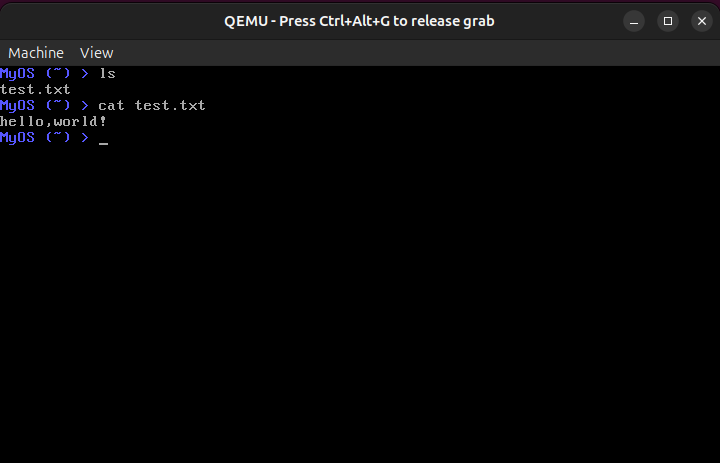 QEMU - Press Ctrl+Alt+G to release grab
Machine View
MyOS (~) > ls
test.txt
MyOS (~) > cat test.txt
hello,world!
MyOS (~) > _